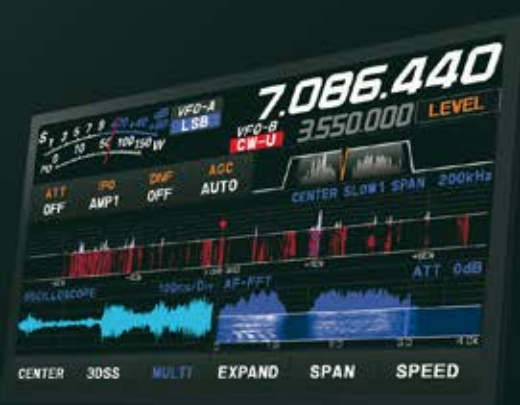 VFO-A LSB 7.086.440
VFO-B CW-U 3.550.000 LEVEL
S 1 3 5 7 9 +20 +40
PO 0 10 50 100 150 W
ATT IPO DNF AGC
OFF AMP1 OFF AUTO
CENTER SLOW1 SPAN 200kHz
ATT 0dB
OSCILLOSCOPE 100ms/Div AF-FFT
CENTER 3DSS MULTI EXPAND SPAN SPEED